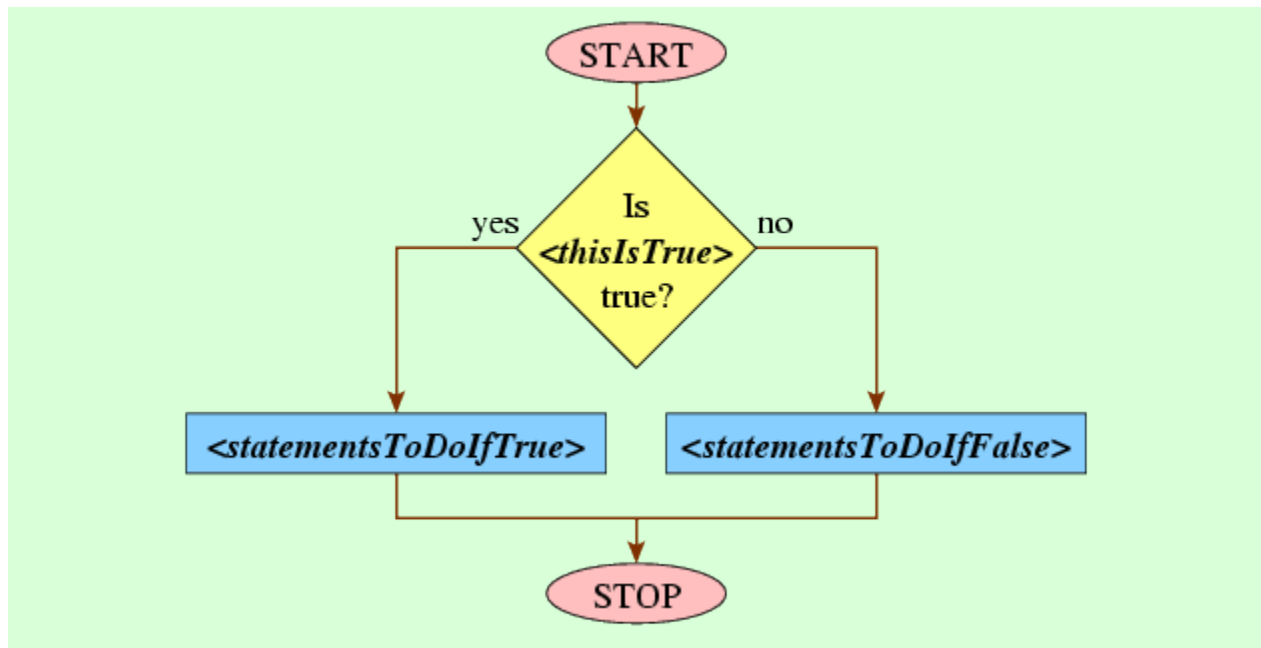 START
Is
<thisIsTrue>
true?
yes
no
<statementsToDoIfTrue>
<statementsToDoIfFalse>
STOP